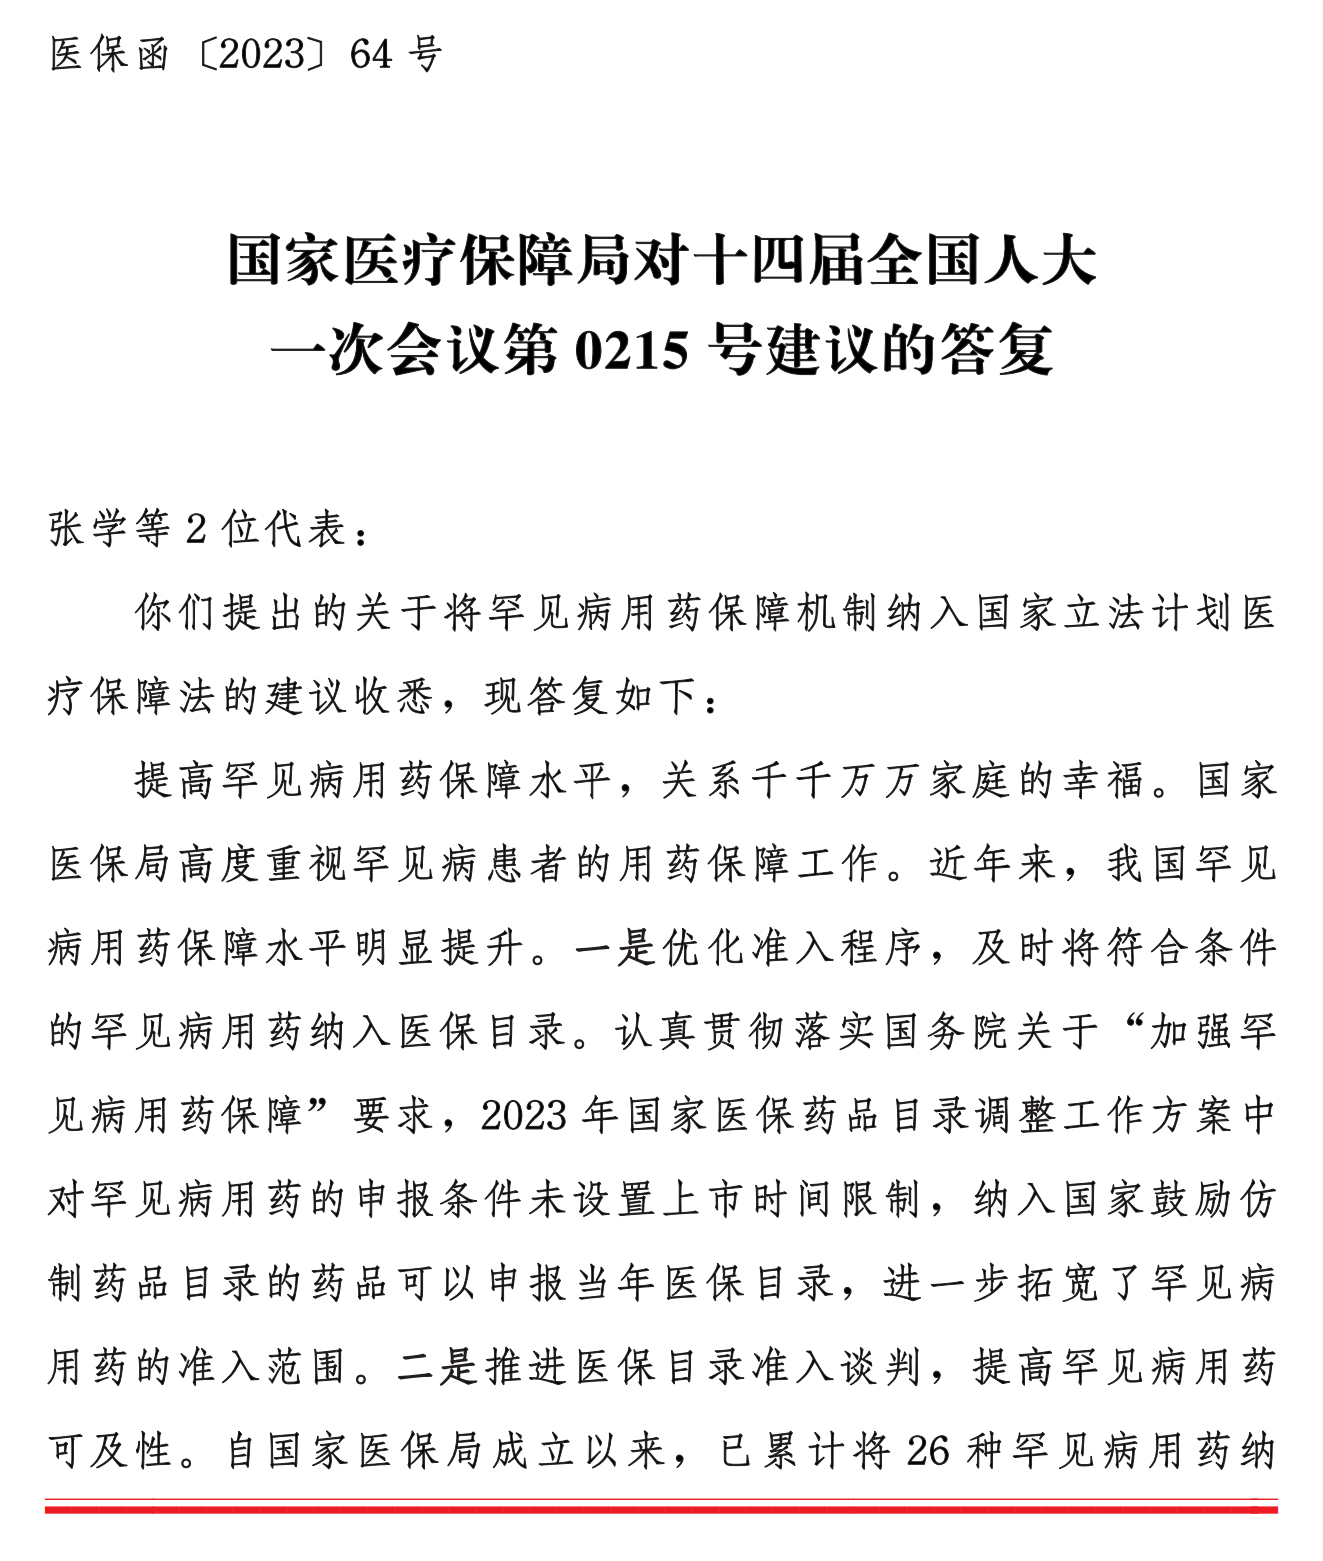 医保函〔2023〕64 号
国家医疗保障局对十四届全国人大
一次会议第 0215 号建议的答复
张学等 2 位代表：
你们提出的关于将罕见病用药保障机制纳入国家立法计划医
疗保障法的建议收悉，现答复如下：
提高罕见病用药保障水平，关系千千万万家庭的幸福。国家
医保局高度重视罕见病患者的用药保障工作。近年来，我国罕见
病用药保障水平明显提升。一是优化准入程序，及时将符合条件
的罕见病用药纳入医保目录。认真贯彻落实国务院关于“加强罕
见病用药保障”要求，2023 年国家医保药品目录调整工作方案中
对罕见病用药的申报条件未设置上市时间限制，纳入国家鼓励仿
制药品目录的药品可以申报当年医保目录，进一步拓宽了罕见病
用药的准入范围。二是推进医保目录准入谈判，提高罕见病用药
可及性。自国家医保局成立以来，已累计将 26 种罕见病用药纳